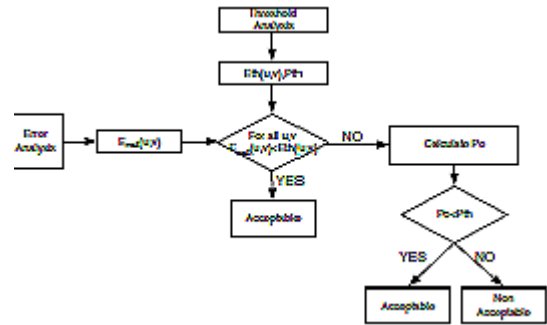 Threshold
Analysis
Eth(u,v),Pth
Error
Analysis
For all u,v
NO
Calculate Pe
YES
Acceptable
Pe<Pth
YES
NO
Acceptable
Non
Acceptable